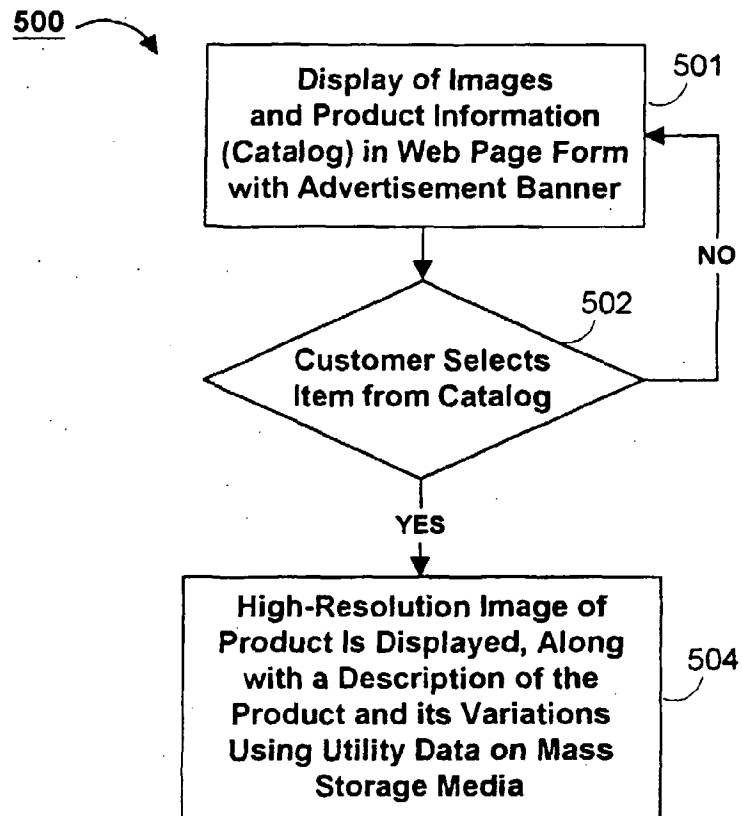 500
Display of Images
and Product Information
(Catalog) in Web Page Form
with Advertisement Banner
501
NO
502
Customer Selects
Item from Catalog
YES
High-Resolution Image of
Product Is Displayed, Along
with a Description of the
Product and its Variations
Using Utility Data on Mass
Storage Media
504